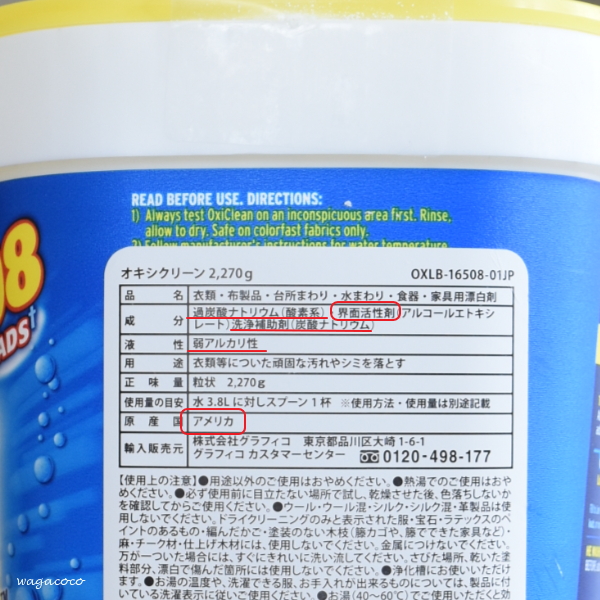 READ BEFORE USE. DIRECTIONS:
1) Always test OxiClean on an inconspicuous area first. Rinse,
allow to dry. Safe on colorfast fabrics only.
2) Follow manufacturer's instructions for water temperature
98
ADS†
オキシクリーン 2,270g OXLB-16508-01JP
品 名 衣類・布製品・台所まわり・水まわり・食器・家具用漂白剤
成 分 過炭酸ナトリウム(酸素系) 界面活性剤(アルコールエトキシ
レート)洗浄補助剤(炭酸ナトリウム)
液 性 弱アルカリ性
用 途 衣類等についた頑固な汚れやシミを落とす
正 味 量 粒状 2,270g
使用量の目安 水 3.8L に対しスプーン 1 杯 ※使用方法・使用量は別途記載
原 産 国 アメリカ
輸入販売元 株式会社グラフィコ 東京都品川区大崎 1-6-1
グラフィコ カスタマーセンター 0120-498-177
【使用上の注意】●用途以外のご使用はおやめください。●熱湯でのご使用はおや
めください。●必ず使用前に目立たない場所で試し、乾燥させた後、色落ちしないか
を確認してからご使用ください。●ウール・ウール混・シルク・シルク混・革製品は使
用しないでください。ドライクリーニングのみと表示された服・宝石・ラテックスのペ
イントのあるもの・編んだかご・塗装のない木枝(籐カゴや、籐でできた家具など)・
麻・チーク材・仕上げ木材には、使用しないでください。金属につけないでください。
万が一ついた場合には、すぐにきれいに洗い流してください。さびた場所、乾いた塗
料部分、漂白で傷んだ箇所には使用しないでください。●浄化槽にお使いいただけ
ます。●お湯の温度や、洗濯できる服、お手入れが出来るものについては、製品に付
いている洗濯表示に従いご使用ください。●お湯(40~60℃)でご使用いただくと効
wagacoco